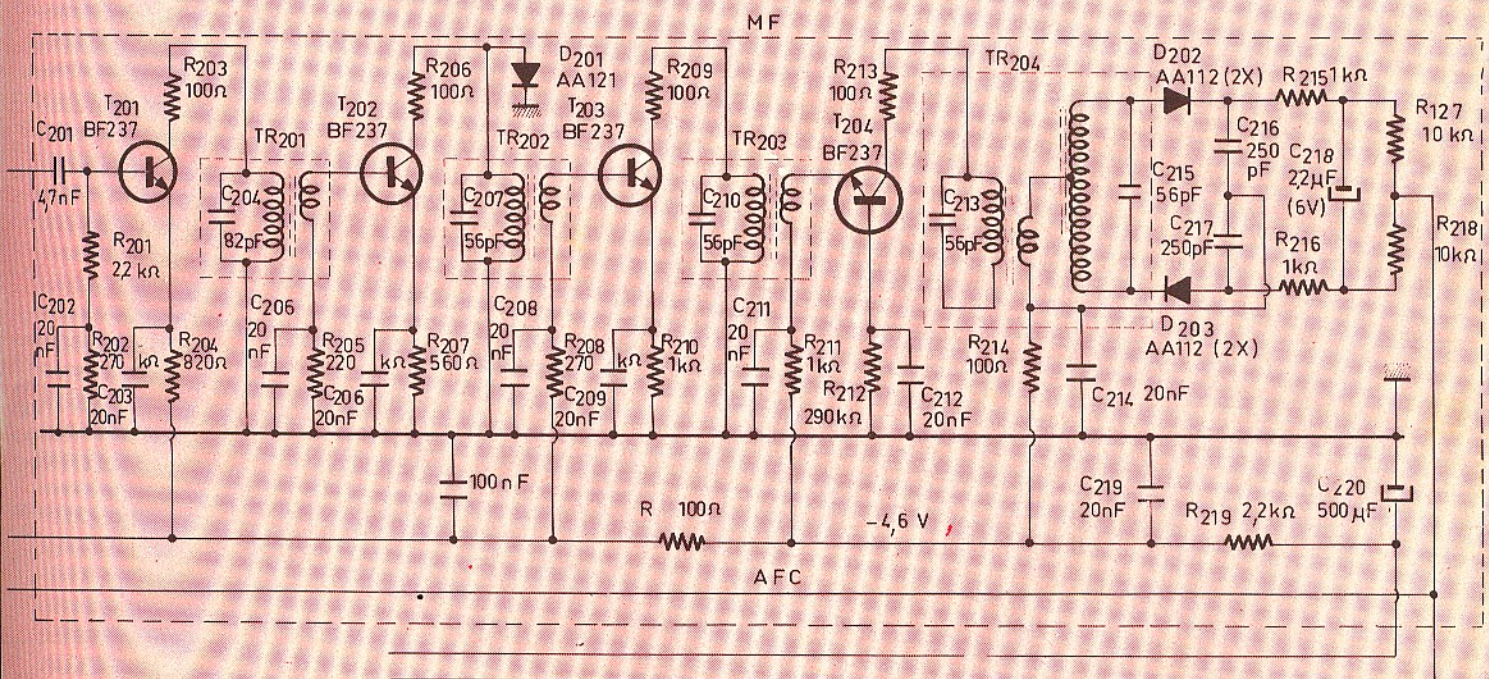 MF
R203
100Ω
T201
BF237
C201
4,7nF
R201
2,2 kΩ
C202
20
nF
R202
270
kΩ
C203
20nF
R204
820Ω
TR201
C204
82pF
C206
20
nF
R205
220
kΩ
C206
20nF
R206
100Ω
T202
BF237
R207
560Ω
D201
AA121
TR202
C207
56pF
C208
20
nF
R208
270
kΩ
C209
20nF
T203
BF237
R209
100Ω
R210
1kΩ
TR203
C210
56pF
C211
20
nF
R211
1kΩ
R212
290kΩ
R213
100Ω
T204
BF237
C212
20nF
TR204
C213
56pF
R214
100Ω
C214 20nF
D202
AA112 (2X)
C215
56pF
D203
AA112 (2X)
R215 1kΩ
C216
250
pF
C217
250pF
C218
2,2µF
(6V)
R216
1kΩ
R127
10 kΩ
R218
10kΩ
100nF
R 100Ω
-4,6 V
C219
20nF
R219 2,2kΩ
C220
500µF
AFC